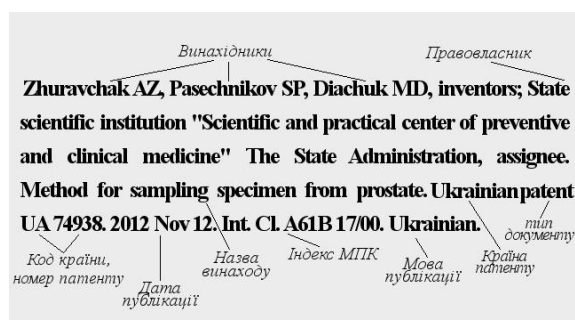 Винахідники
Правовласник
Zhuravchak AZ, Pasechnikov SP, Diachuk MD, inventors; State
scientific institution "Scientific and practical center of preventive
and clinical medicine" The State Administration, assignee.
Method for sampling specimen from prostate. Ukrainian patent
UA 74938. 2012 Nov 12. Int. Cl. A61B 17/00. Ukrainian.
Код країни,
номер патенту
Дата
публікації
Назва
винаходу
Індекс МПК
Мова
публікації
Країна
патенту
тип
документу